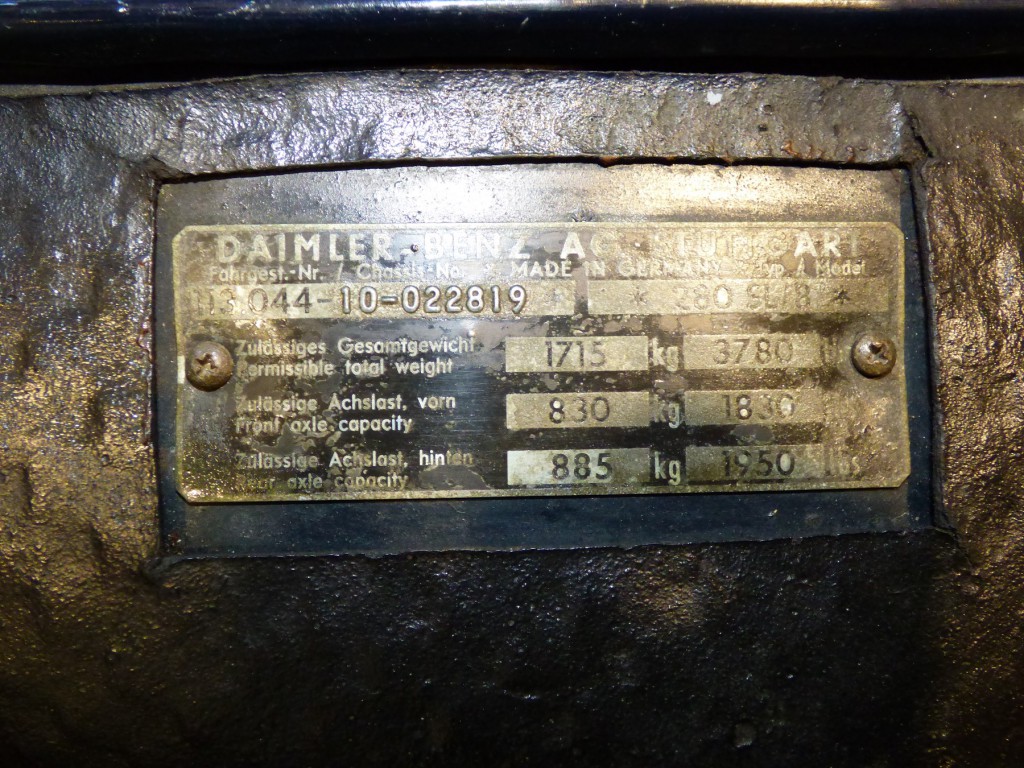 DAIMLER-BENZ AG STUTTGART
Fahrgest.-Nr. / Chassis-No. * MADE IN GERMANY * Typ / Model
113.044-10-022819 * * 280 SL/8 *
Zulässiges Gesamtgewicht 1715 kg 3780
Permissible total weight
Zulässige Achslast, vorn 830 kg 1830
Front axle capacity
Zulässige Achslast, hinten 885 kg 1950 lbs
Rear axle capacity